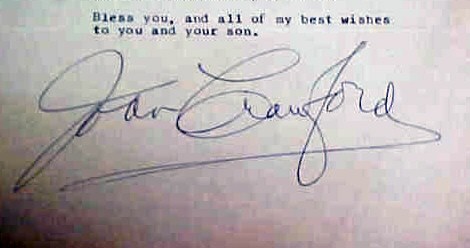 Bless you, and all of my best wishes
to you and your son.
Joan Crawford